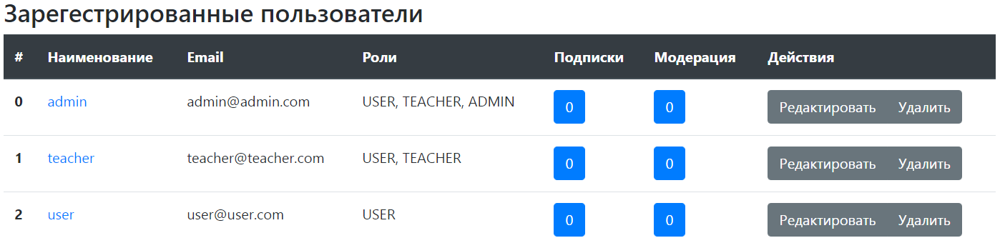 Зарегестрированные пользователи
# Наименование Email Роли Подписки Модерация Действия
0 admin admin@admin.com USER, TEACHER, ADMIN 0 0 Редактировать Удалить
1 teacher teacher@teacher.com USER, TEACHER 0 0 Редактировать Удалить
2 user user@user.com USER 0 0 Редактировать Удалить